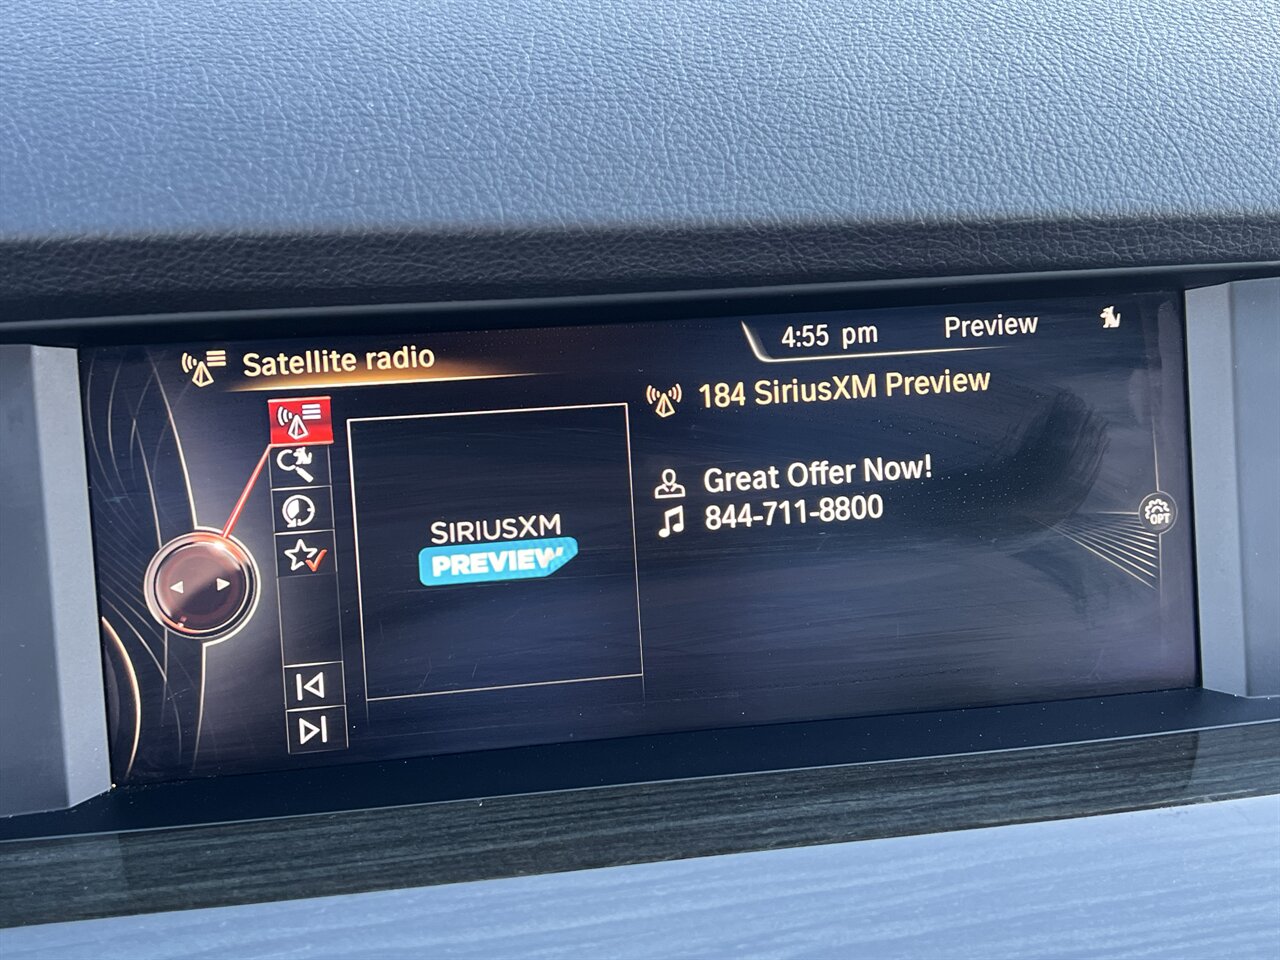 Satellite radio
4:55 pm
Preview
184 SiriusXM Preview
Great Offer Now!
844-711-8800
SIRIUSXM
PREVIEW
OPT